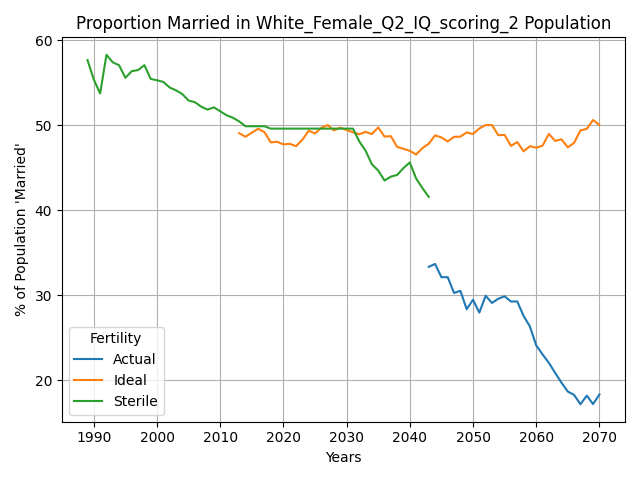 Proportion Married in White_Female_Q2_IQ_scoring_2 Population
60
50
40
30
20
% of Population 'Married'
Fertility
Actual
Ideal
Sterile
1990 2000 2010 2020 2030 2040 2050 2060 2070
Years